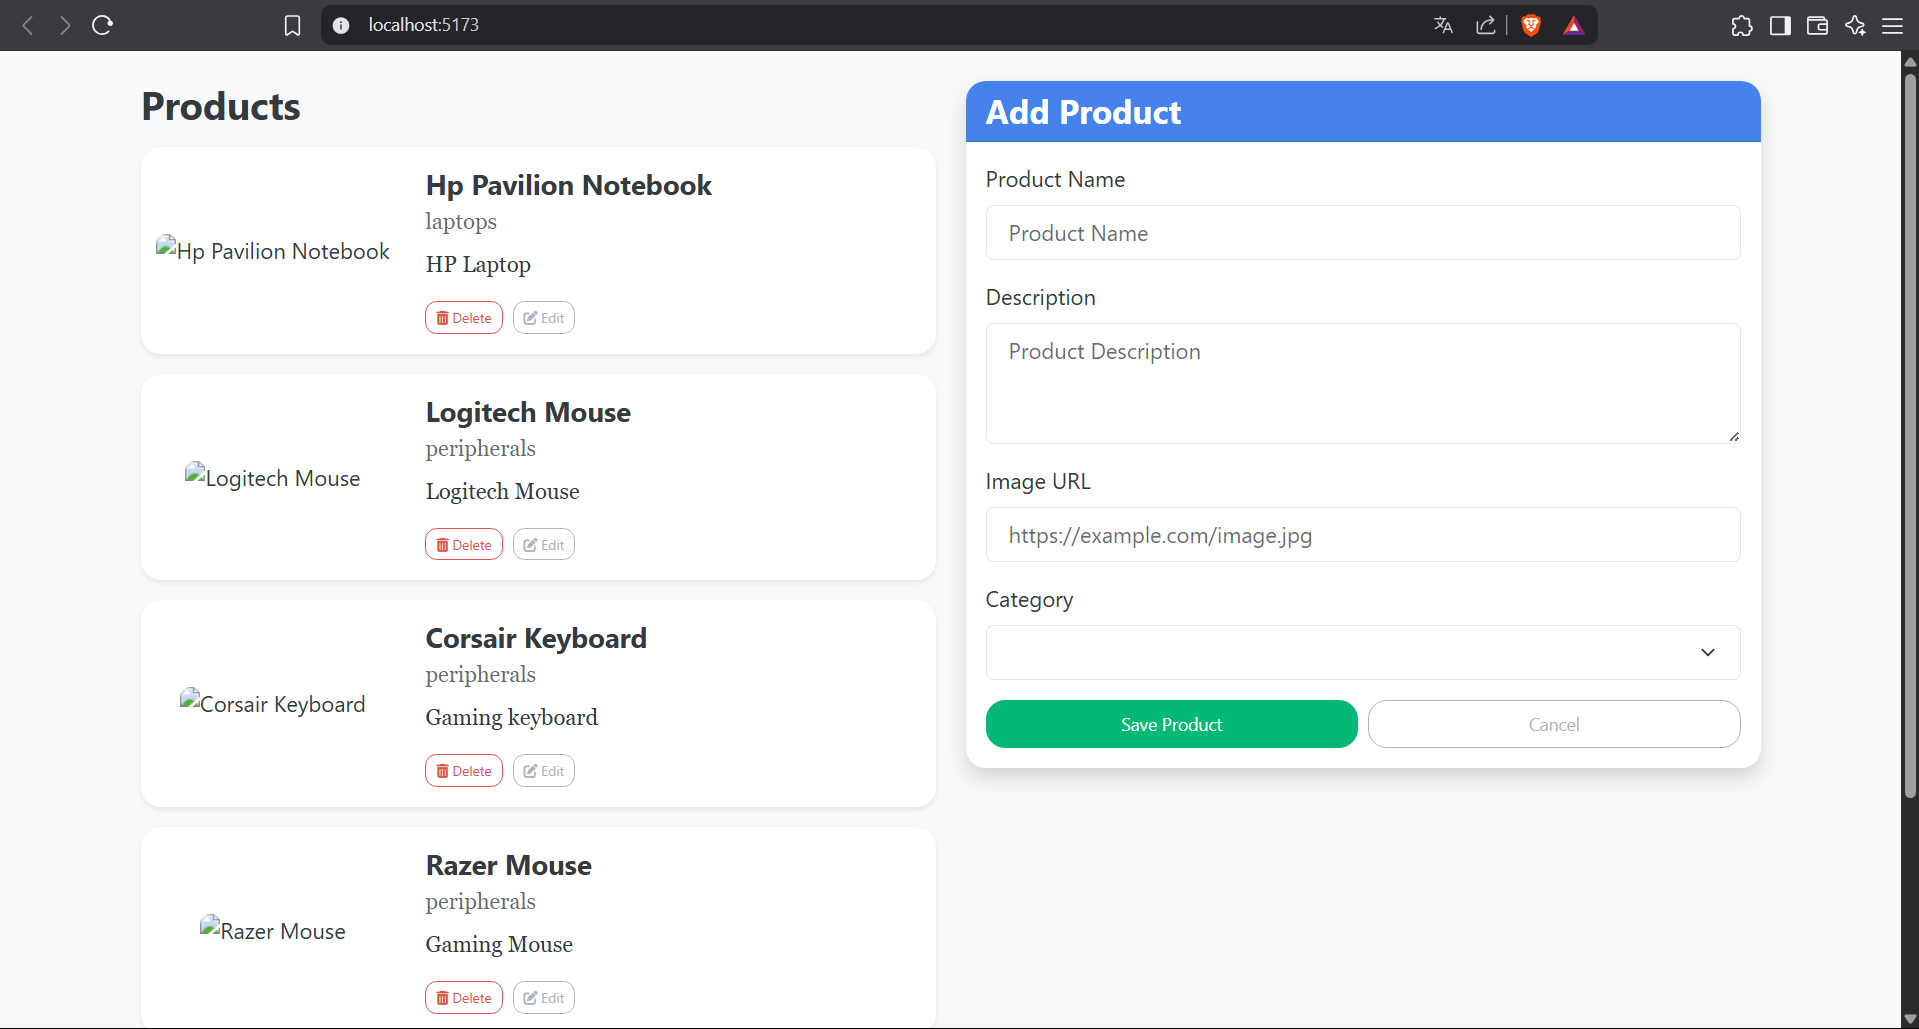 localhost:5173
Products
Hp Pavilion Notebook
Hp Pavilion Notebook
laptops
HP Laptop
Delete Edit
Logitech Mouse
Logitech Mouse
peripherals
Logitech Mouse
Delete Edit
Corsair Keyboard
Corsair Keyboard
peripherals
Gaming keyboard
Delete Edit
Razer Mouse
Razer Mouse
peripherals
Gaming Mouse
Delete Edit
Add Product
Product Name
Product Name
Description
Product Description
Image URL
https://example.com/image.jpg
Category
Save Product Cancel